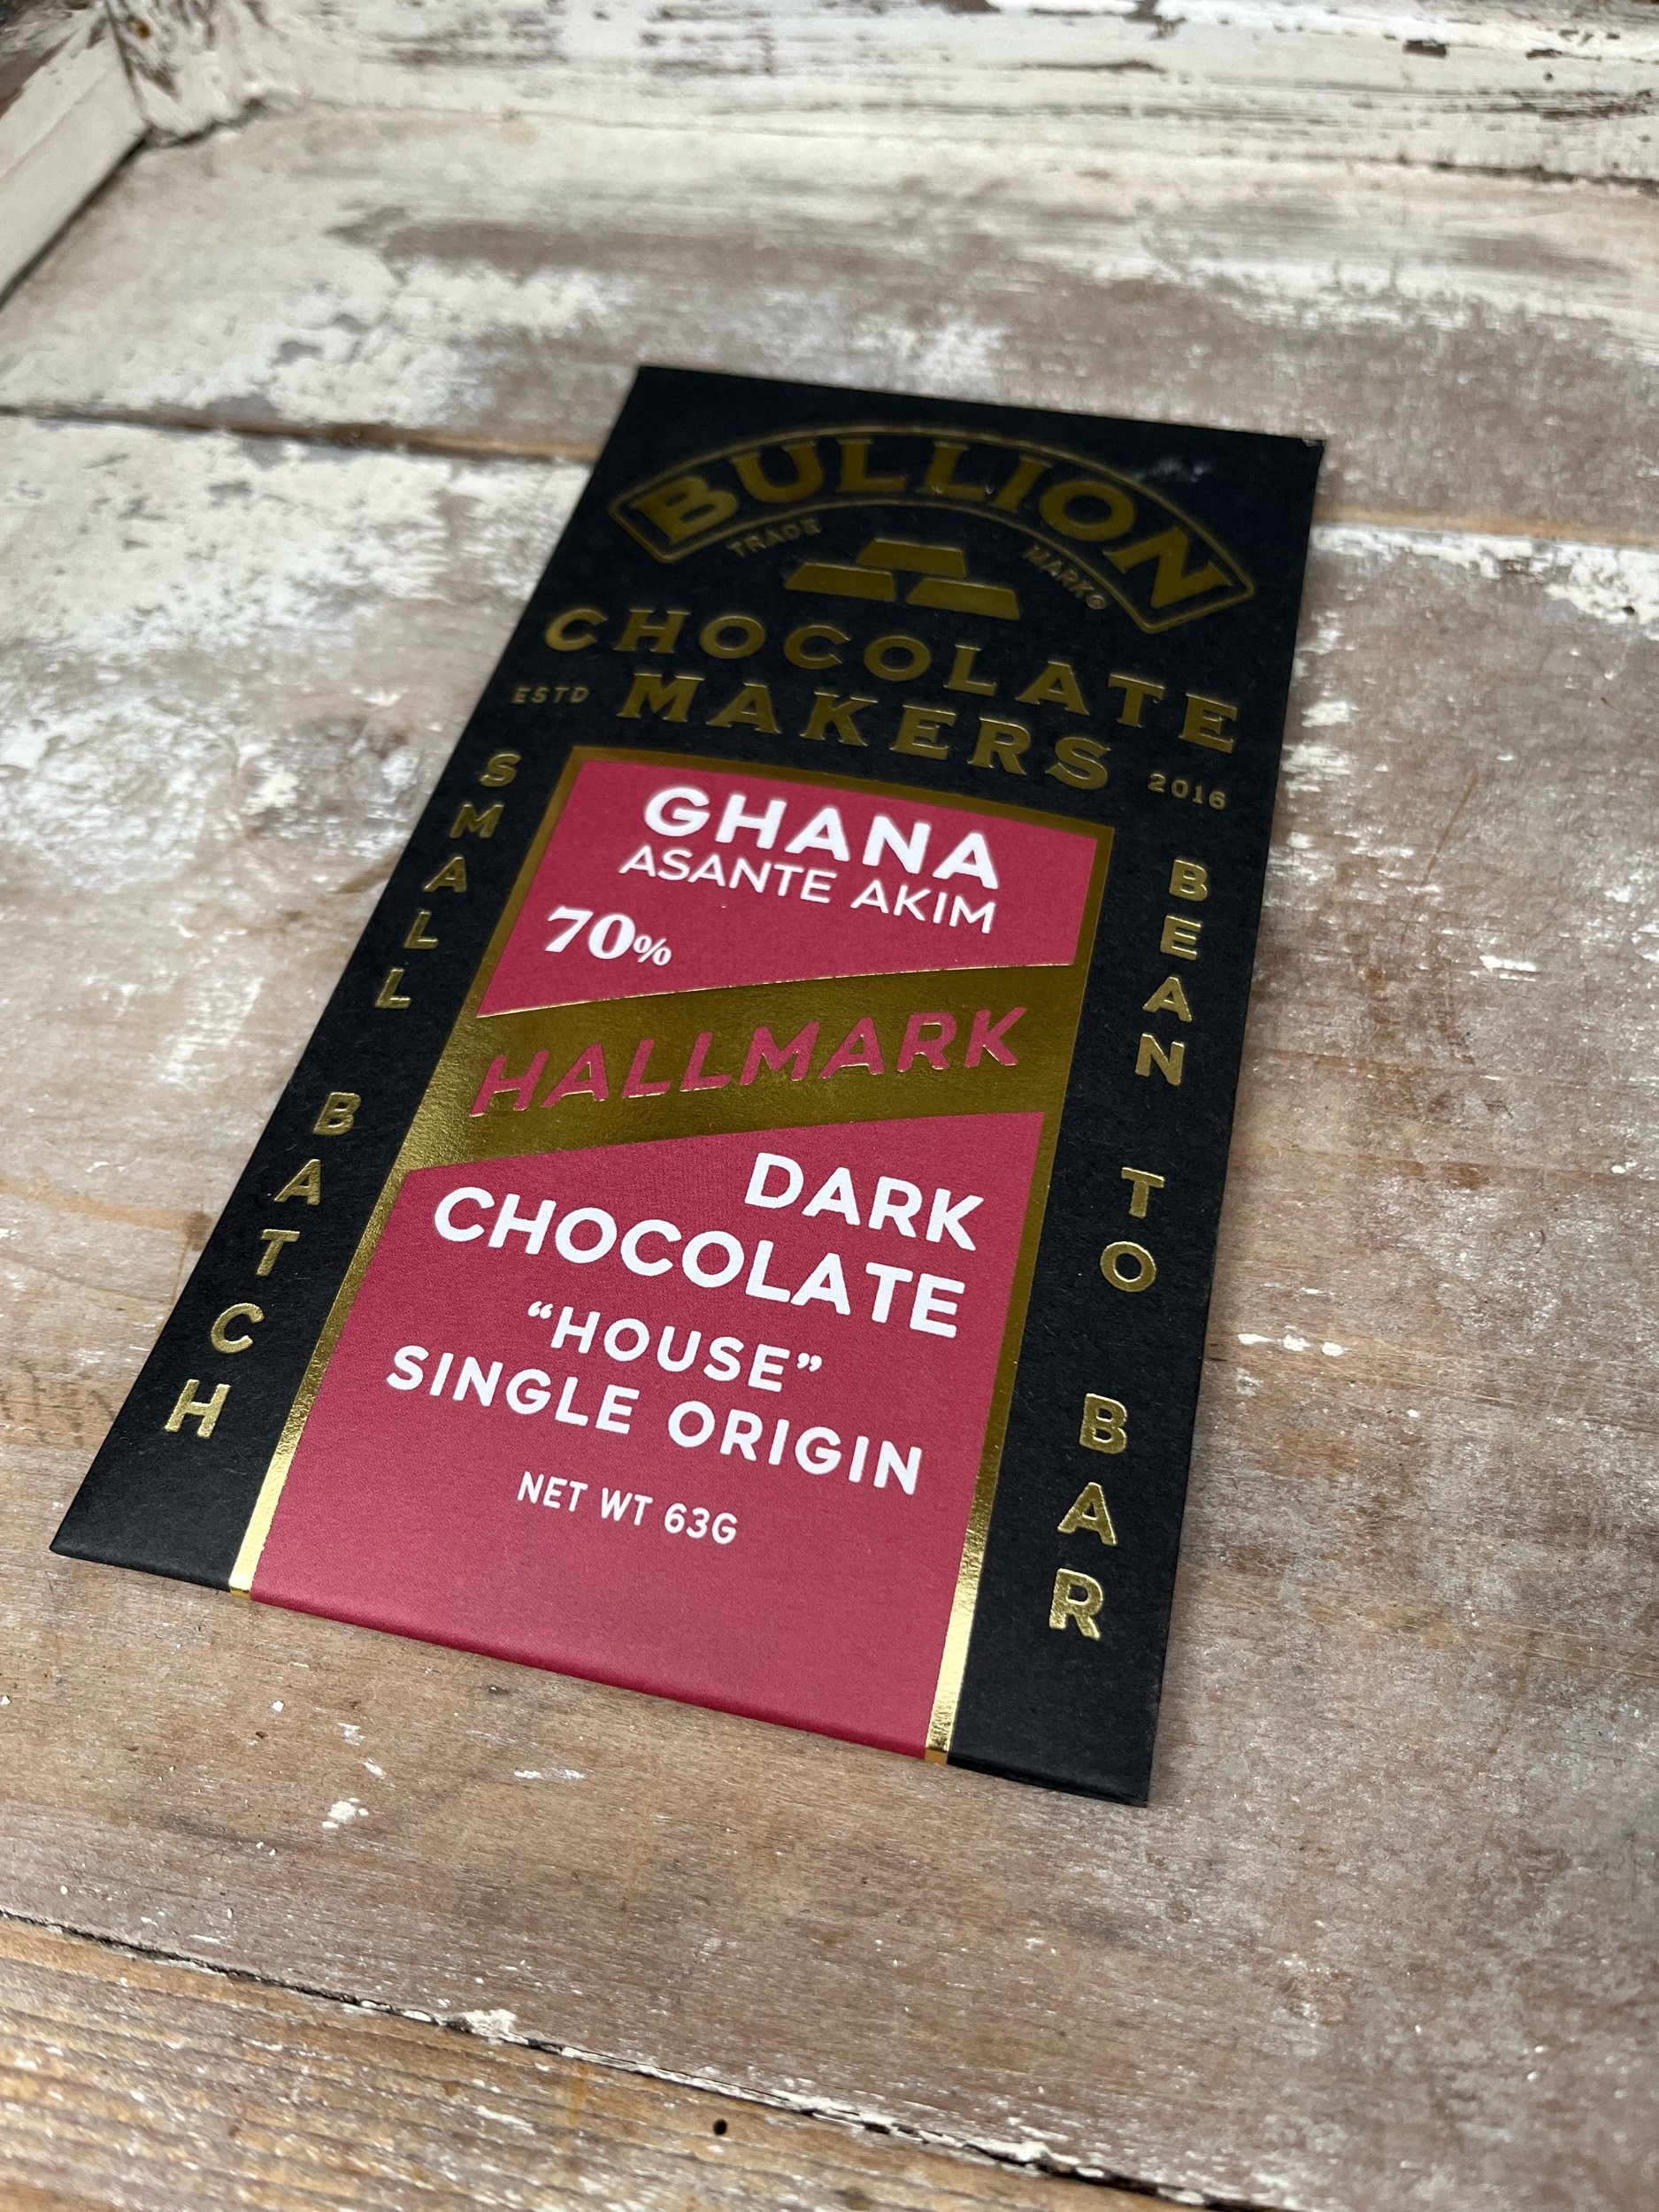 BULLION
TRADE MARK®
CHOCOLATE
ESTD MAKERS 2016
SMALL BATCH
BEAN TO BAR
GHANA
ASANTE AKIM
70%
HALLMARK
DARK
CHOCOLATE
“HOUSE”
SINGLE ORIGIN
NET WT 63G